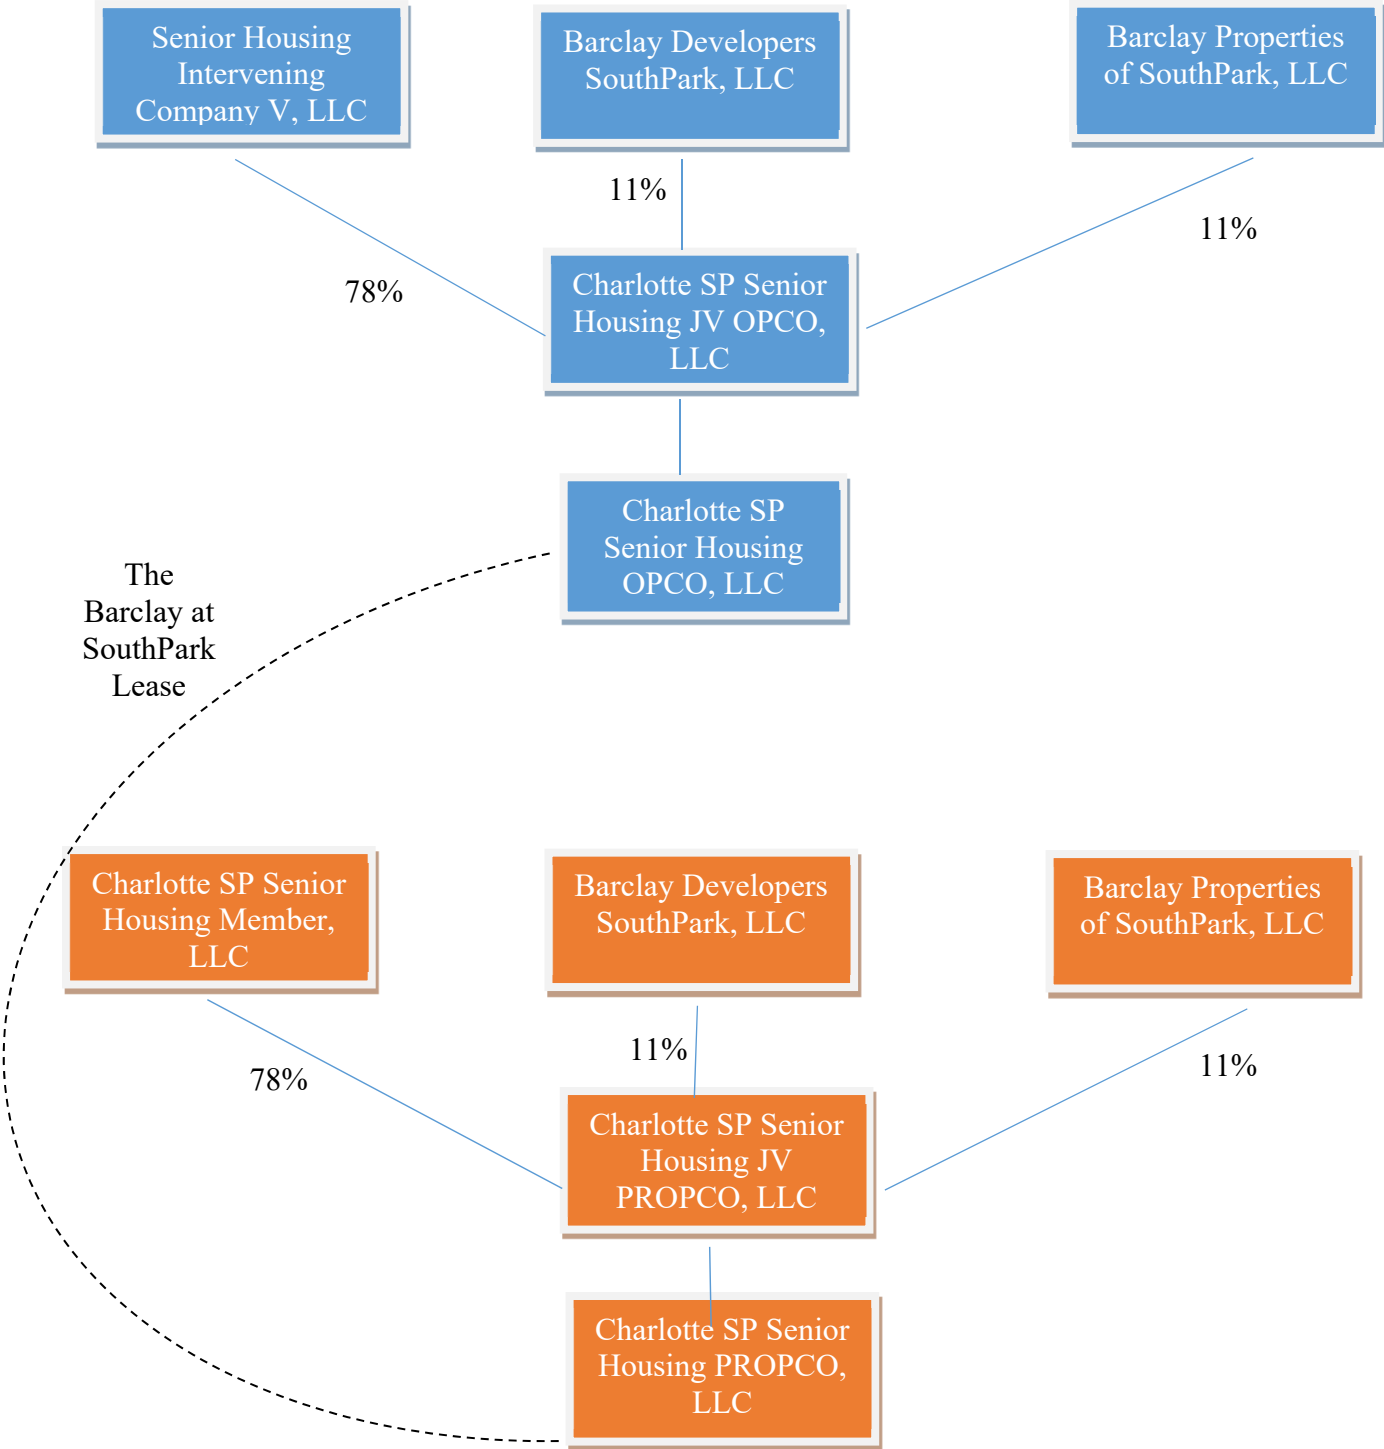 Senior Housing
Intervening
Company V, LLC
Barclay Developers
SouthPark, LLC
Barclay Properties
of SouthPark, LLC
11%
11%
78%
Charlotte SP Senior
Housing JV OPCO,
LLC
Charlotte SP
Senior Housing
OPCO, LLC
The
Barclay at
SouthPark
Lease
Charlotte SP Senior
Housing Member,
LLC
Barclay Developers
SouthPark, LLC
Barclay Properties
of SouthPark, LLC
11%
78%
11%
Charlotte SP Senior
Housing JV
PROPCO, LLC
Charlotte SP Senior
Housing PROPCO,
LLC